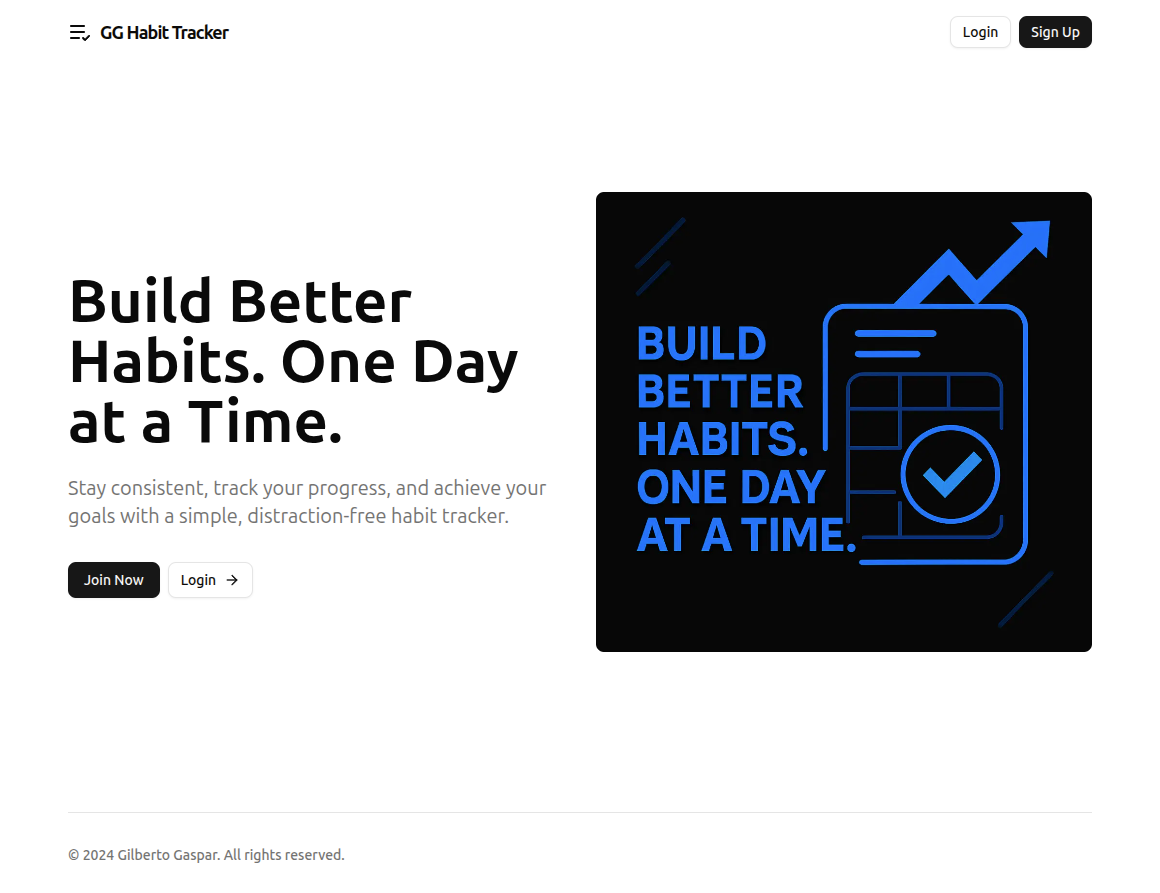 GG Habit Tracker
Login
Sign Up
Build Better
Habits. One Day
at a Time.
Stay consistent, track your progress, and achieve your
goals with a simple, distraction-free habit tracker.
Join Now
Login
BUILD
BETTER
HABITS.
ONE DAY
AT A TIME.
© 2024 Gilberto Gaspar. All rights reserved.